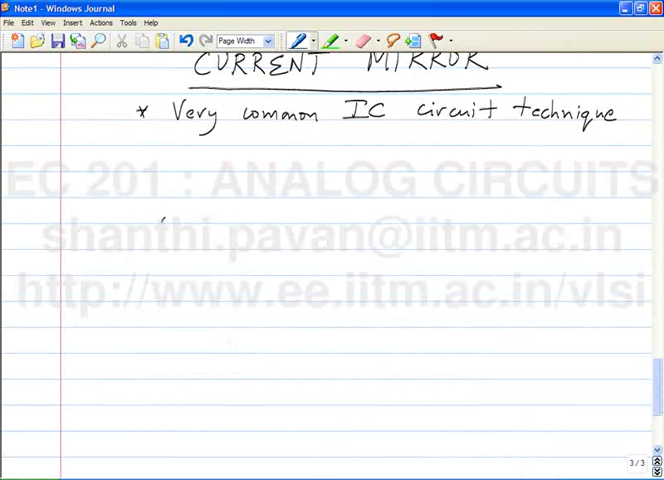 Note1 - Windows Journal
File Edit View Insert Actions Tools Help
Page Width
CURRENT MIRROR
* Very common IC circuit technique
EC 201 : ANALOG CIRCUITS
shanthi.pavan@iitm.ac.in
http://www.ee.iitm.ac.in/vlsi
3 / 3